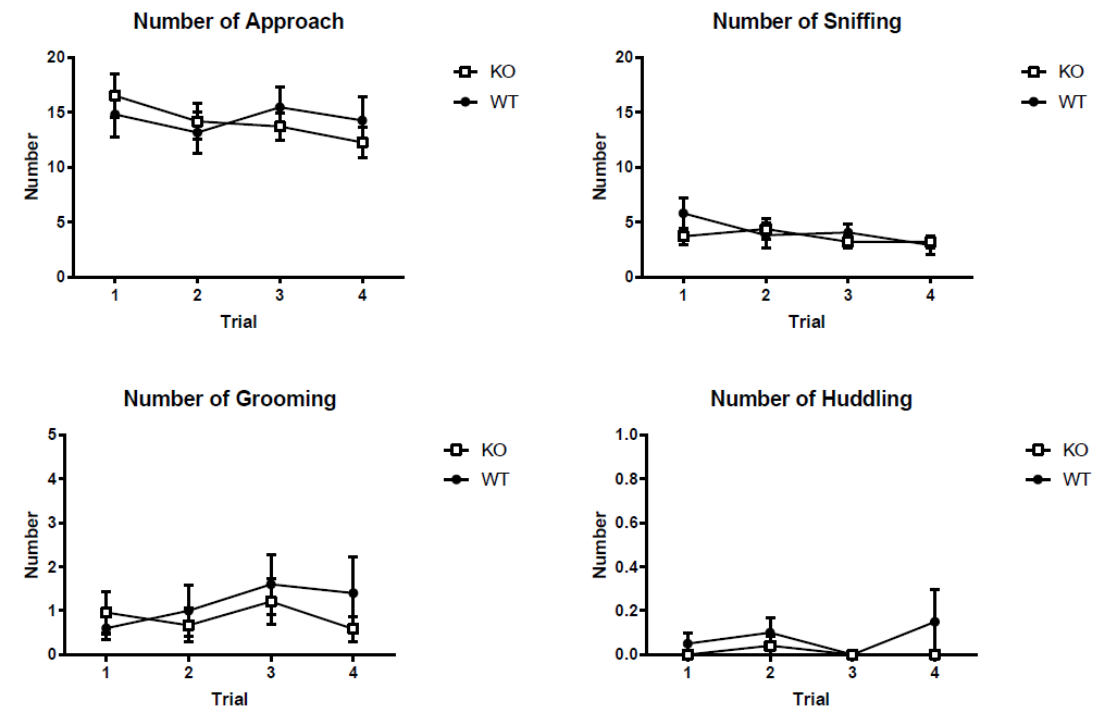 Number of Approach
Number
20
15
10
5
0
1 2 3 4
Trial
KO
WT
Number of Sniffing
Number
20
15
10
5
0
1 2 3 4
Trial
KO
WT
Number of Grooming
Number
5
4
3
2
1
0
1 2 3 4
Trial
KO
WT
Number of Huddling
Number
1.0
0.8
0.6
0.4
0.2
0.0
1 2 3 4
Trial
KO
WT